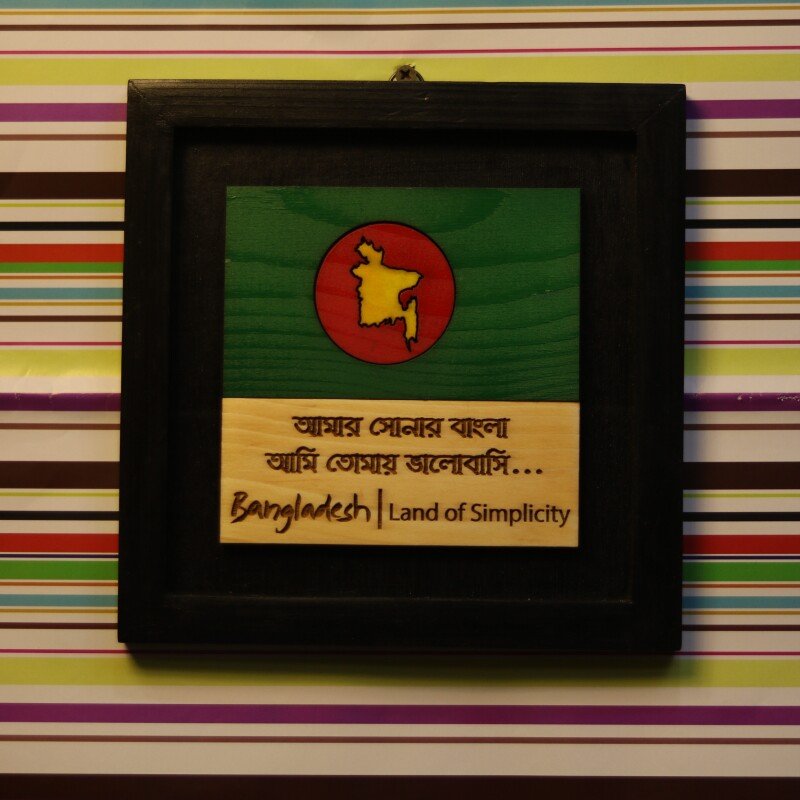 আমার সোনার বাংলা
আমি তোমায় ভালোবাসি...
Bangladesh | Land of Simplicity